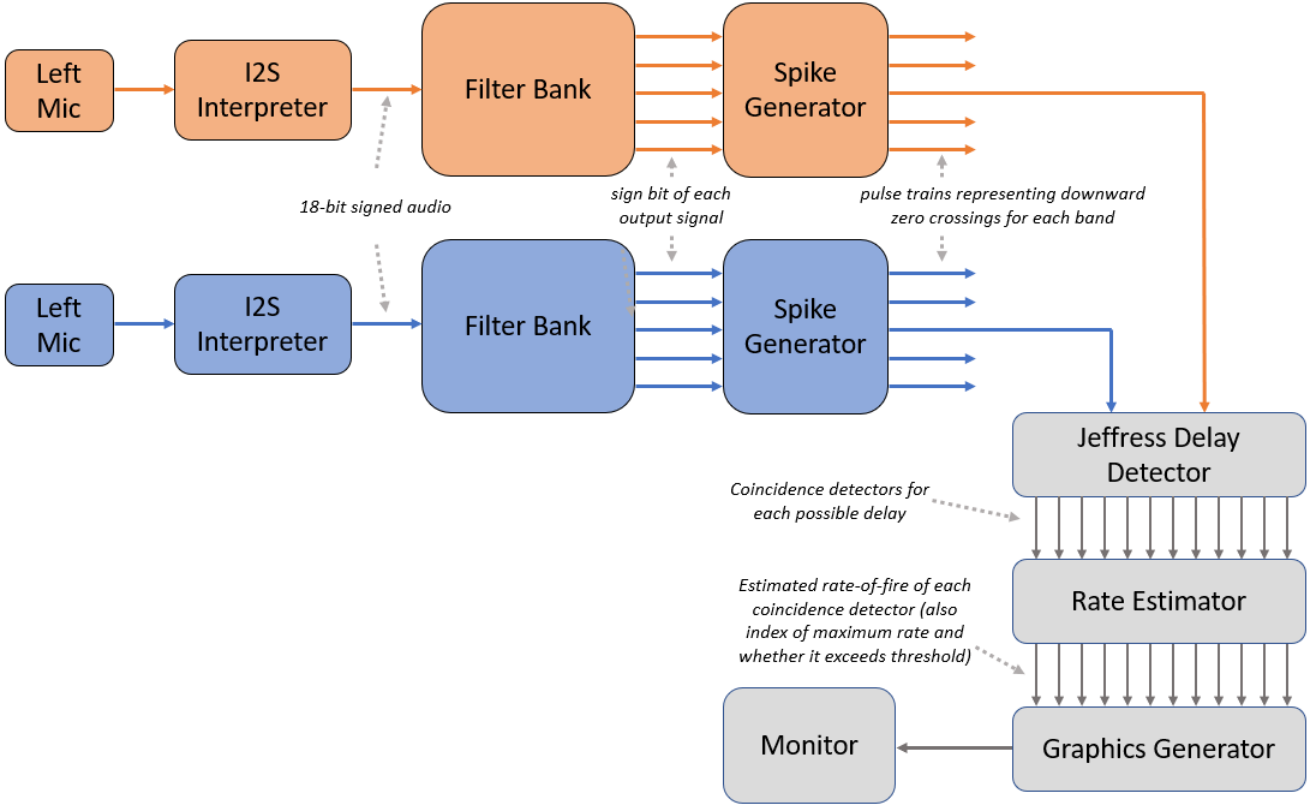 Left
Mic
I2S
Interpreter
Filter Bank
Spike
Generator
18-bit signed audio
sign bit of each
output signal
pulse trains representing downward
zero crossings for each band
Left
Mic
I2S
Interpreter
Filter Bank
Spike
Generator
Jeffress Delay
Detector
Coincidence detectors for
each possible delay
Rate Estimator
Estimated rate-of-fire of each
coincidence detector (also
index of maximum rate and
whether it exceeds threshold)
Monitor
Graphics Generator